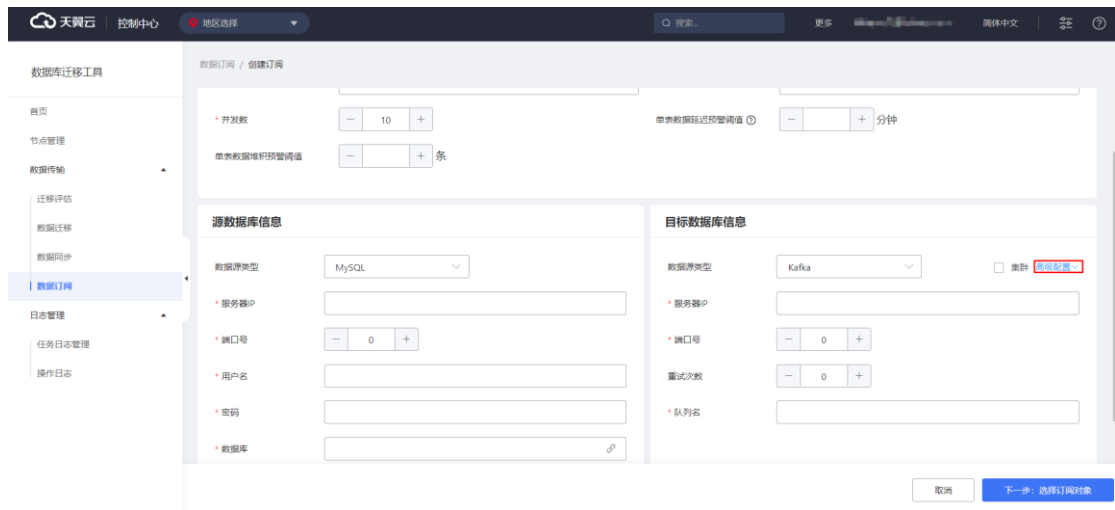 天翼云 控制中心 地区选择 搜索... 更多 简体中文
数据库迁移工具
首页
节点管理
数据传输
迁移评估
数据迁移
数据同步
数据订阅
日志管理
任务日志管理
操作日志
数据订阅 / 创建订阅
* 并发数 − 10 + 单表数据延迟预警阈值 − + 分钟
单表数据堆积预警阈值 − + 条
源数据库信息
数据源类型 MySQL
* 服务器IP
* 端口号 − 0 +
* 用户名
* 密码
* 数据库
目标数据库信息
数据源类型 Kafka 集群 高级配置
* 服务器IP
* 端口号 − 0 +
重试次数 − 0 +
* 队列名
取消 下一步：选择订阅对象